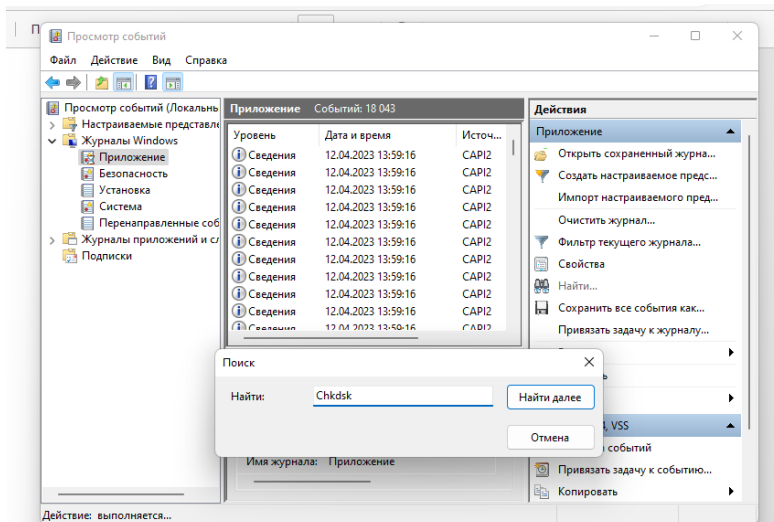 Просмотр событий
Файл Действие Вид Справка
Просмотр событий (Локальнь
Настраиваемые представле
Журналы Windows
Приложение
Безопасность
Установка
Система
Перенаправленные соб
Журналы приложений и сл
Подписки
Приложение Событий: 18 043
Уровень Дата и время Источ...
Сведения 12.04.2023 13:59:16 CAPI2
Сведения 12.04.2023 13:59:16 CAPI2
Сведения 12.04.2023 13:59:16 CAPI2
Сведения 12.04.2023 13:59:16 CAPI2
Сведения 12.04.2023 13:59:16 CAPI2
Сведения 12.04.2023 13:59:16 CAPI2
Сведения 12.04.2023 13:59:16 CAPI2
Сведения 12.04.2023 13:59:16 CAPI2
Сведения 12.04.2023 13:59:16 CAPI2
Сведения 12.04.2023 13:59:16 CAPI2
Сведения 12.04.2023 13:59:16 CAPI2
Действия
Приложение
Открыть сохраненный журна...
Создать настраиваемое предс...
Импорт настраиваемого пред...
Очистить журнал...
Фильтр текущего журнала...
Свойства
Найти...
Сохранить все события как...
Привязать задачу к журналу...
Поиск
Найти: Chkdsk Найти далее
Отмена
, VSS
событий
Имя журнала: Приложение
Привязать задачу к событию...
Копировать
Действие: выполняется...